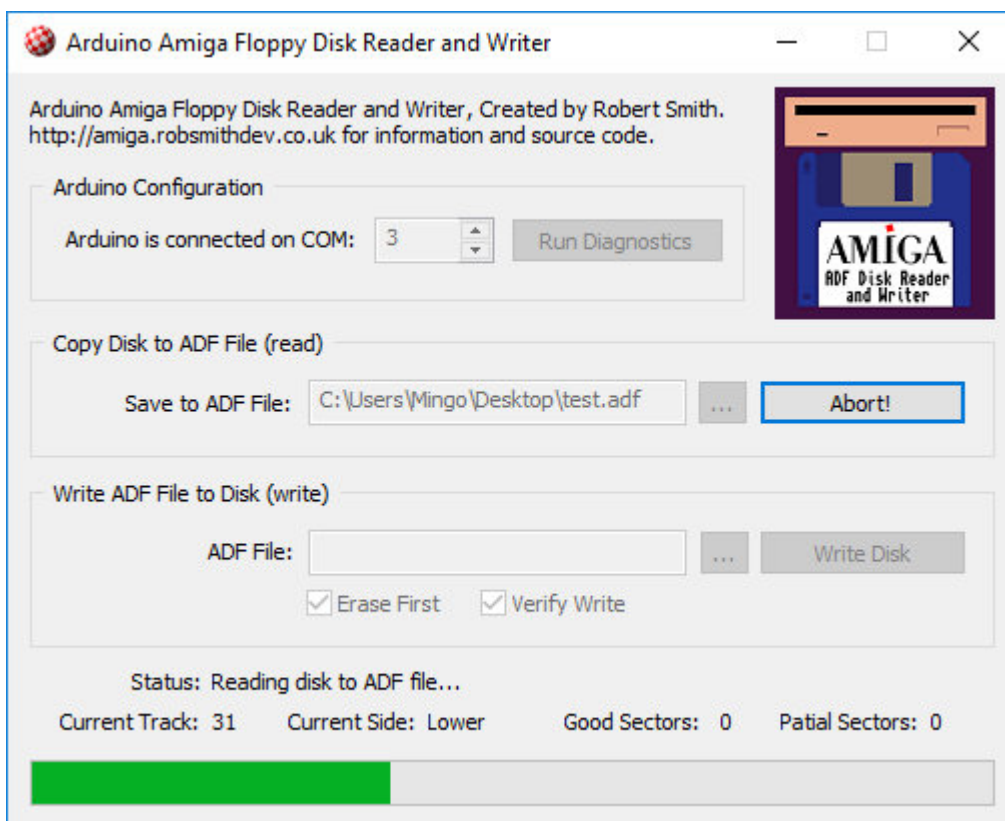 Arduino Amiga Floppy Disk Reader and Writer
Arduino Amiga Floppy Disk Reader and Writer, Created by Robert Smith.
http://amiga.robsmithdev.co.uk for information and source code.
AMIGA
ADF Disk Reader
and Writer
Arduino Configuration
Arduino is connected on COM: 3 Run Diagnostics
Copy Disk to ADF File (read)
Save to ADF File: C:\Users\Mingo\Desktop\test.adf ... Abort!
Write ADF File to Disk (write)
ADF File: ... Write Disk
Erase First Verify Write
Status: Reading disk to ADF file...
Current Track: 31 Current Side: Lower Good Sectors: 0 Patial Sectors: 0